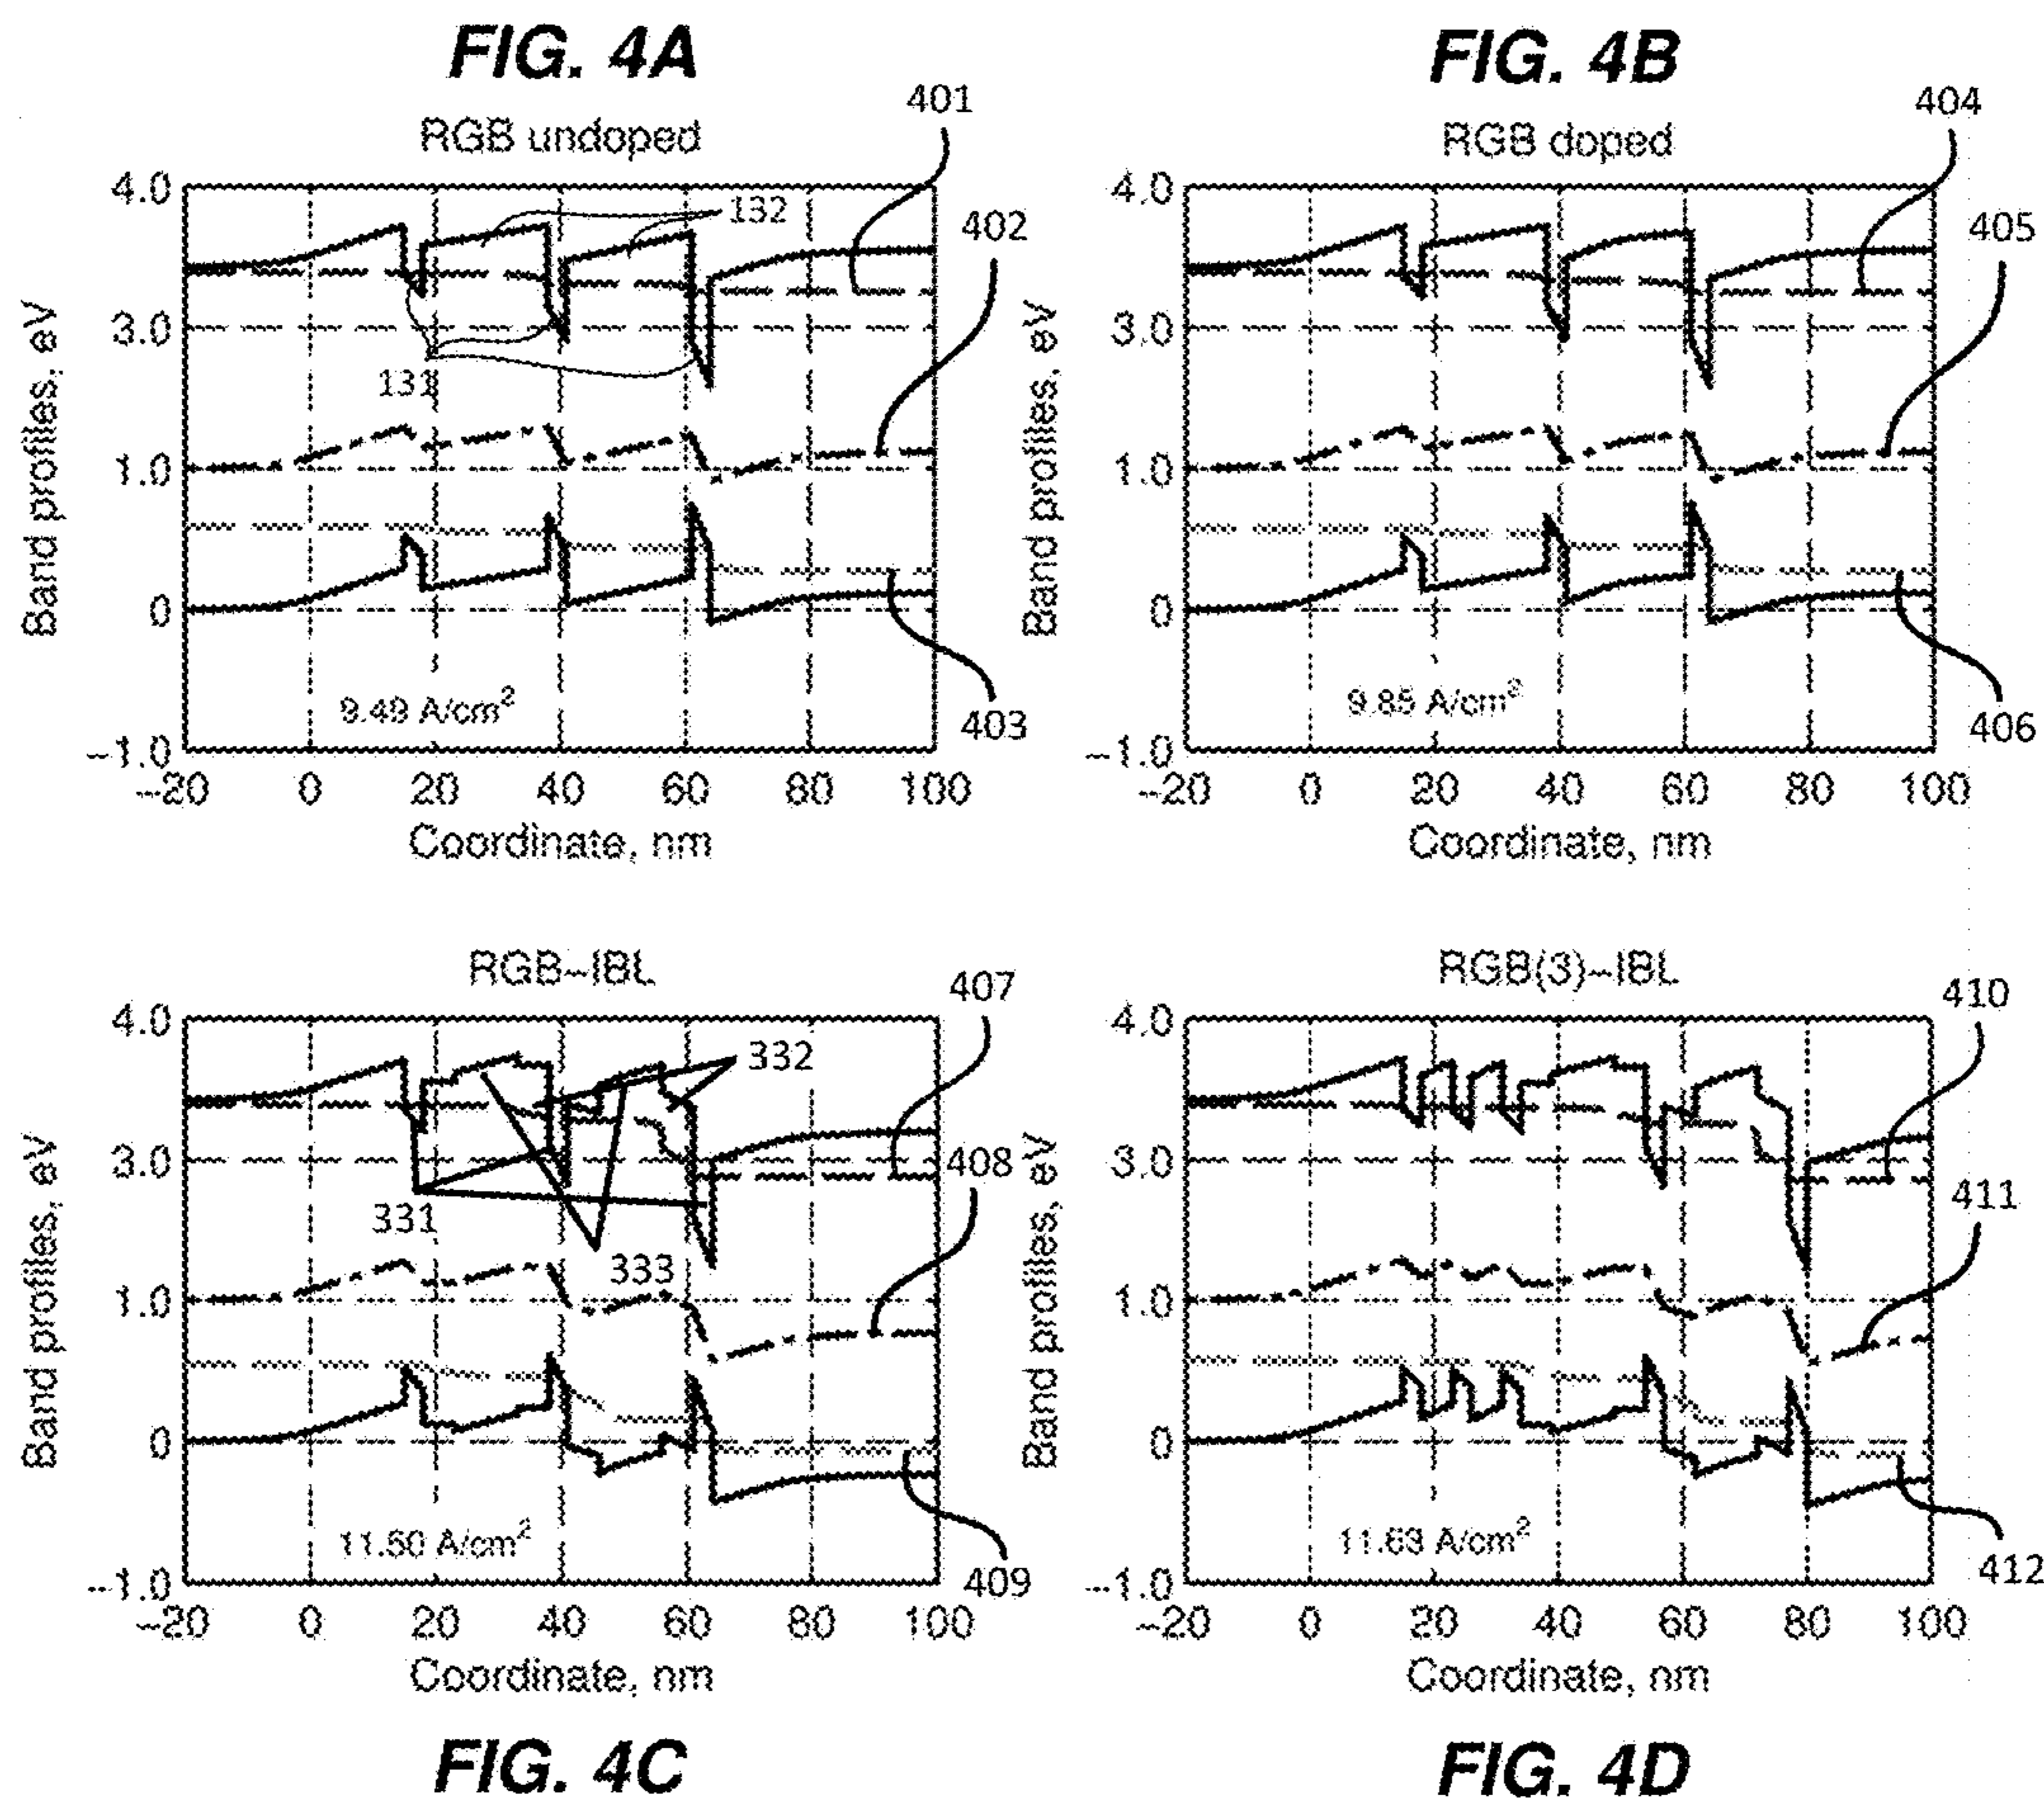 FIG. 4A
RGB undoped
401
402
403
132
131
4.0
3.0
1.0
0
-1.0
Band profiles, eV
9.49 A/cm²
-20 0 20 40 60 80 100
Coordinate, nm
FIG. 4B
RGB doped
404
405
406
4.0
3.0
1.0
0
-1.0
Band profiles, eV
9.85 A/cm²
-20 0 20 40 60 80 100
Coordinate, nm
RGB-IBL
407
408
409
332
331
333
4.0
3.0
1.0
0
-1.0
Band profiles, eV
11.50 A/cm²
-20 0 20 40 60 80 100
Coordinate, nm
FIG. 4C
RGB(3)-IBL
410
411
412
4.0
3.0
1.0
0
-1.0
Band profiles, eV
11.63 A/cm²
-20 0 20 40 60 80 100
Coordinate, nm
FIG. 4D